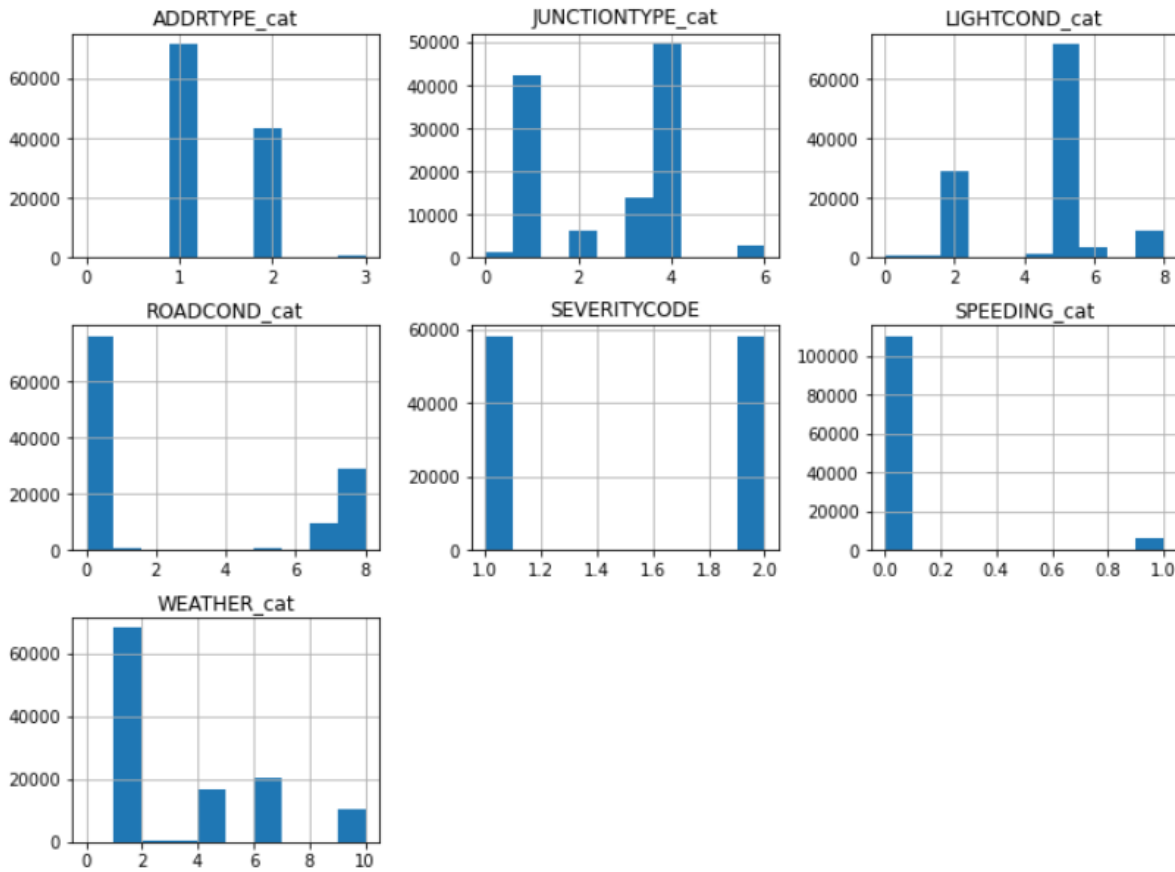 ADDRTYPE_cat
60000
40000
20000
0
0 1 2 3
JUNCTIONTYPE_cat
50000
40000
30000
20000
10000
0
0 2 4 6
LIGHTCOND_cat
60000
40000
20000
0
0 2 4 6 8
ROADCOND_cat
60000
40000
20000
0
0 2 4 6 8
SEVERITYCODE
60000
40000
20000
0
1.0 1.2 1.4 1.6 1.8 2.0
SPEEDING_cat
100000
80000
60000
40000
20000
0
0.0 0.2 0.4 0.6 0.8 1.0
WEATHER_cat
60000
40000
20000
0
0 2 4 6 8 10